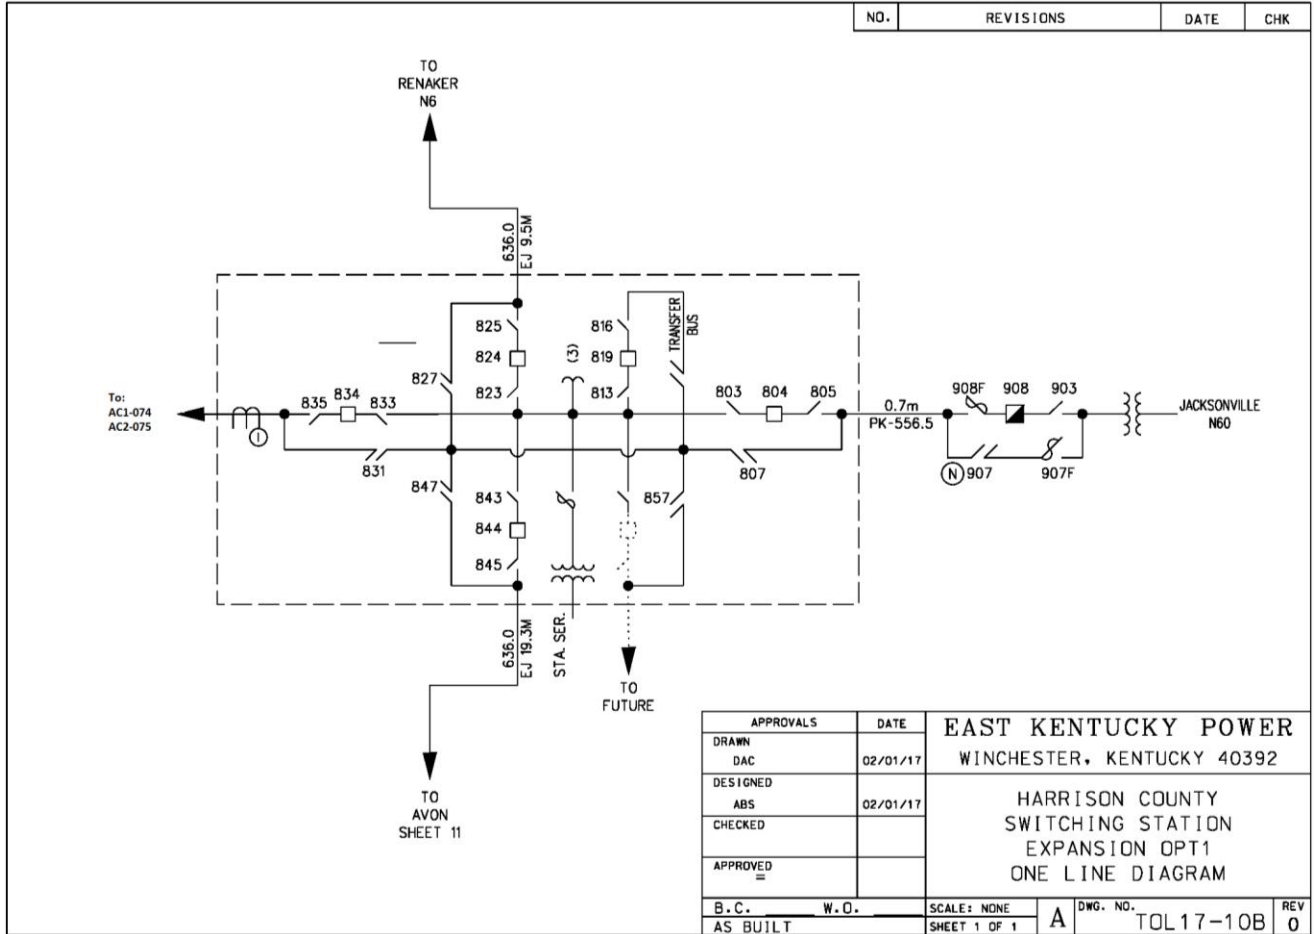 NO. REVISIONS DATE CHK
TO
RENAKER
N6
636.0
EJ 9.5M
825
824
823
827
(3)
816
819
813
TRANSFER
BUS
To:
AC1-074
AC2-075
835 834 833
I
831
803 804 805
807
0.7m
PK-556.5
908F 908 903
N 907 907F
JACKSONVILLE
N60
847
843
844
845
857
636.0
EJ 19.3M
STA. SER.
TO
FUTURE
TO
AVON
SHEET 11
APPROVALS DATE
DRAWN
DAC 02/01/17
DESIGNED
ABS 02/01/17
CHECKED
APPROVED
=
EAST KENTUCKY POWER
WINCHESTER, KENTUCKY 40392
HARRISON COUNTY
SWITCHING STATION
EXPANSION OPT1
ONE LINE DIAGRAM
B.C. W.O.
AS BUILT
SCALE: NONE
SHEET 1 OF 1
A
DWG. NO.
TOL17-10B
REV
0